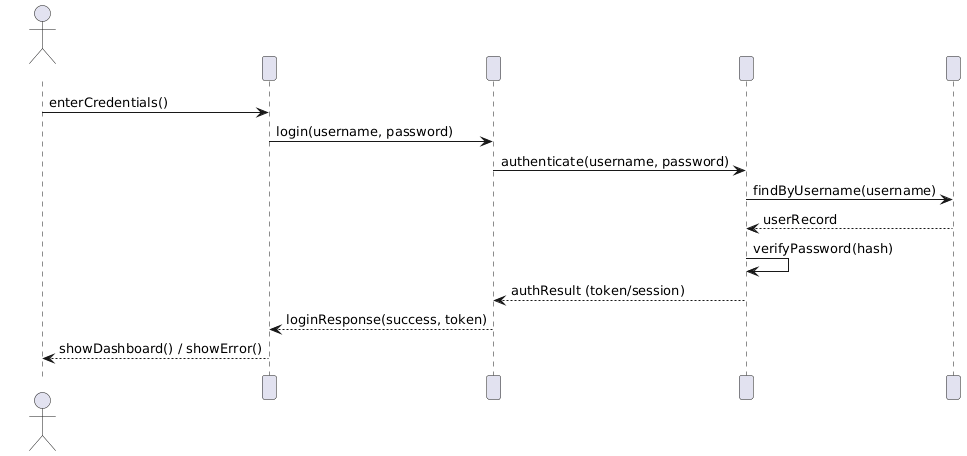 enterCredentials()
login(username, password)
authenticate(username, password)
findByUsername(username)
userRecord
verifyPassword(hash)
authResult (token/session)
loginResponse(success, token)
showDashboard() / showError()